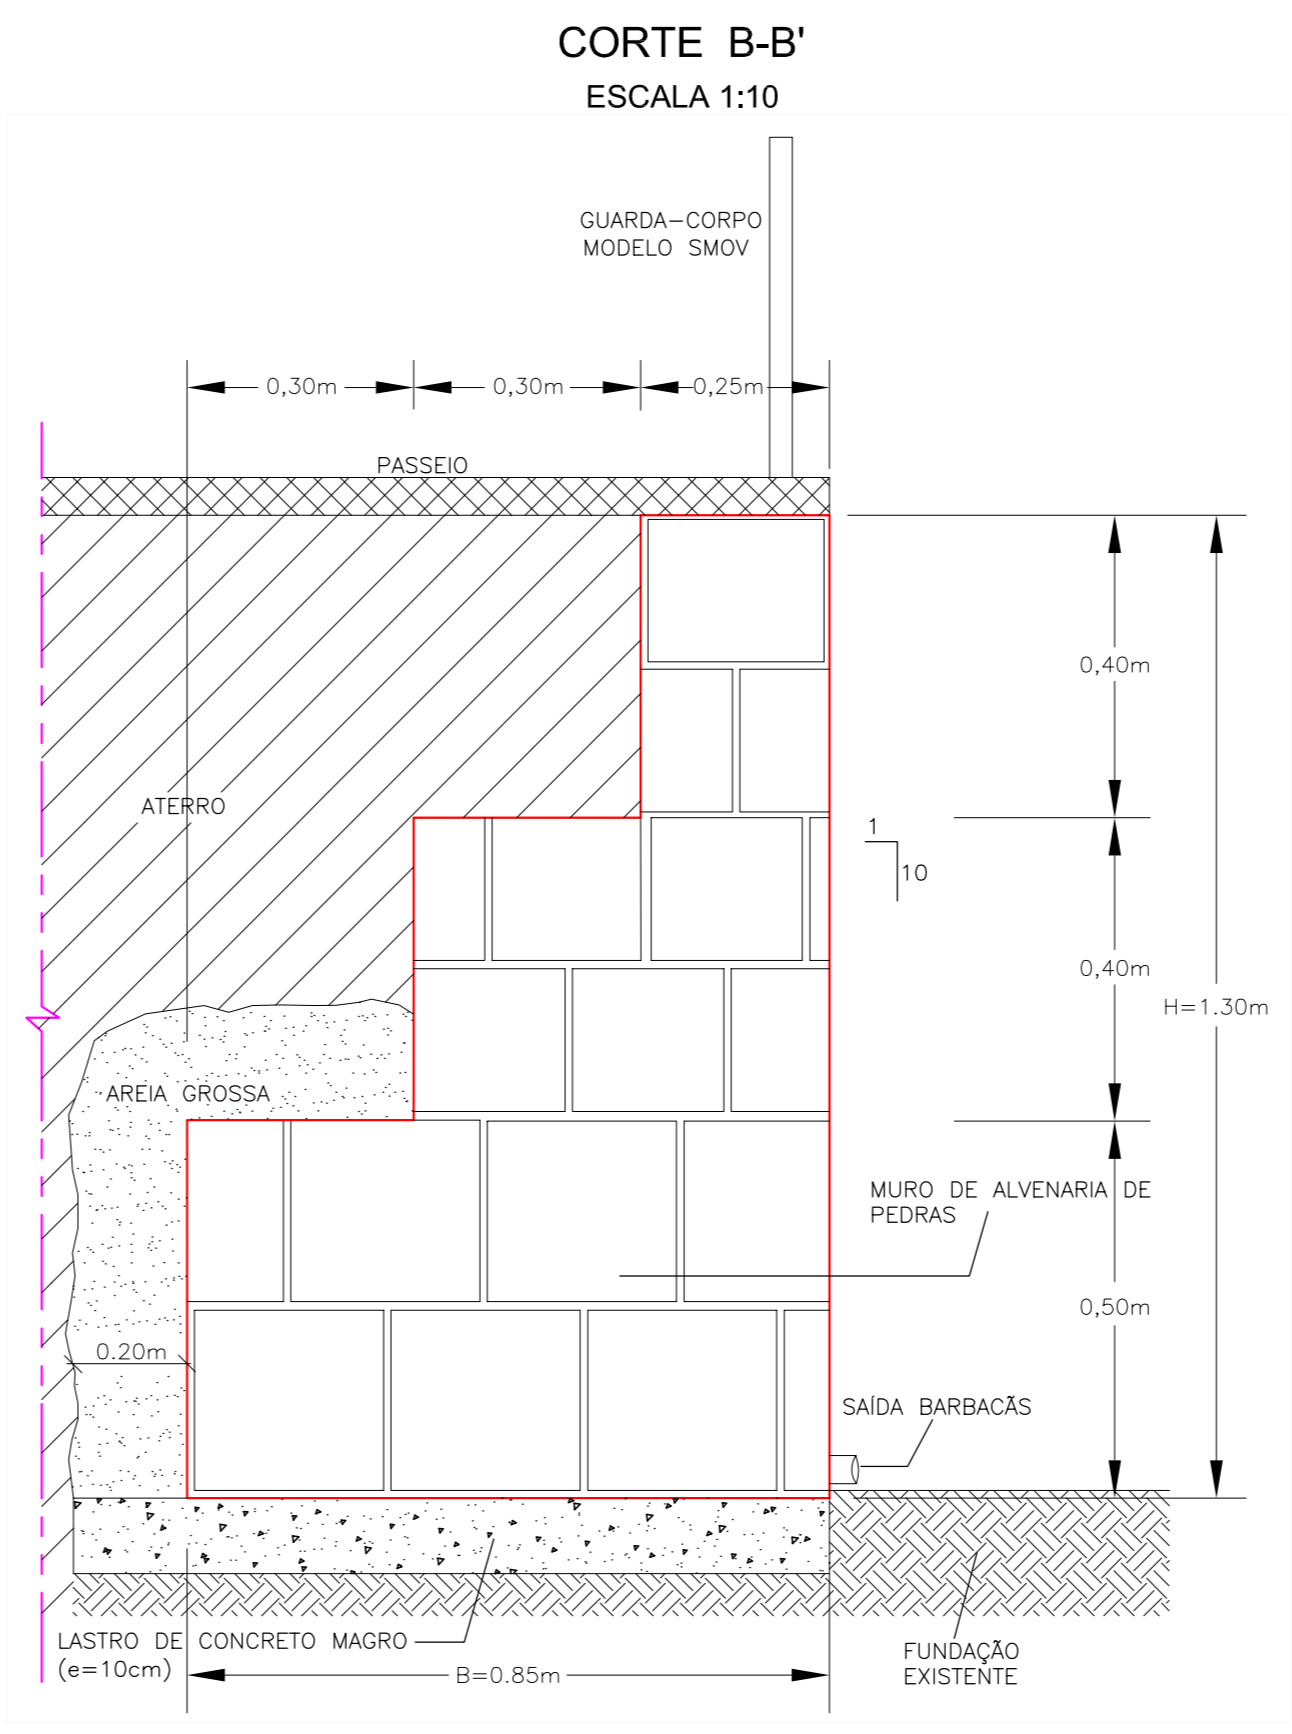 CORTE B-B'
ESCALA 1:10
GUARDA-CORPO
MODELO SMOV
0,30m
0,30m
0,25m
PASSEIO
0,40m
ATERRO
1
10
0,40m
H=1.30m
AREIA GROSSA
MURO DE ALVENARIA DE
PEDRAS
0,50m
0.20m
SAÍDA BARBACÃS
LASTRO DE CONCRETO MAGRO
(e=10cm)
B=0.85m
FUNDAÇÃO
EXISTENTE